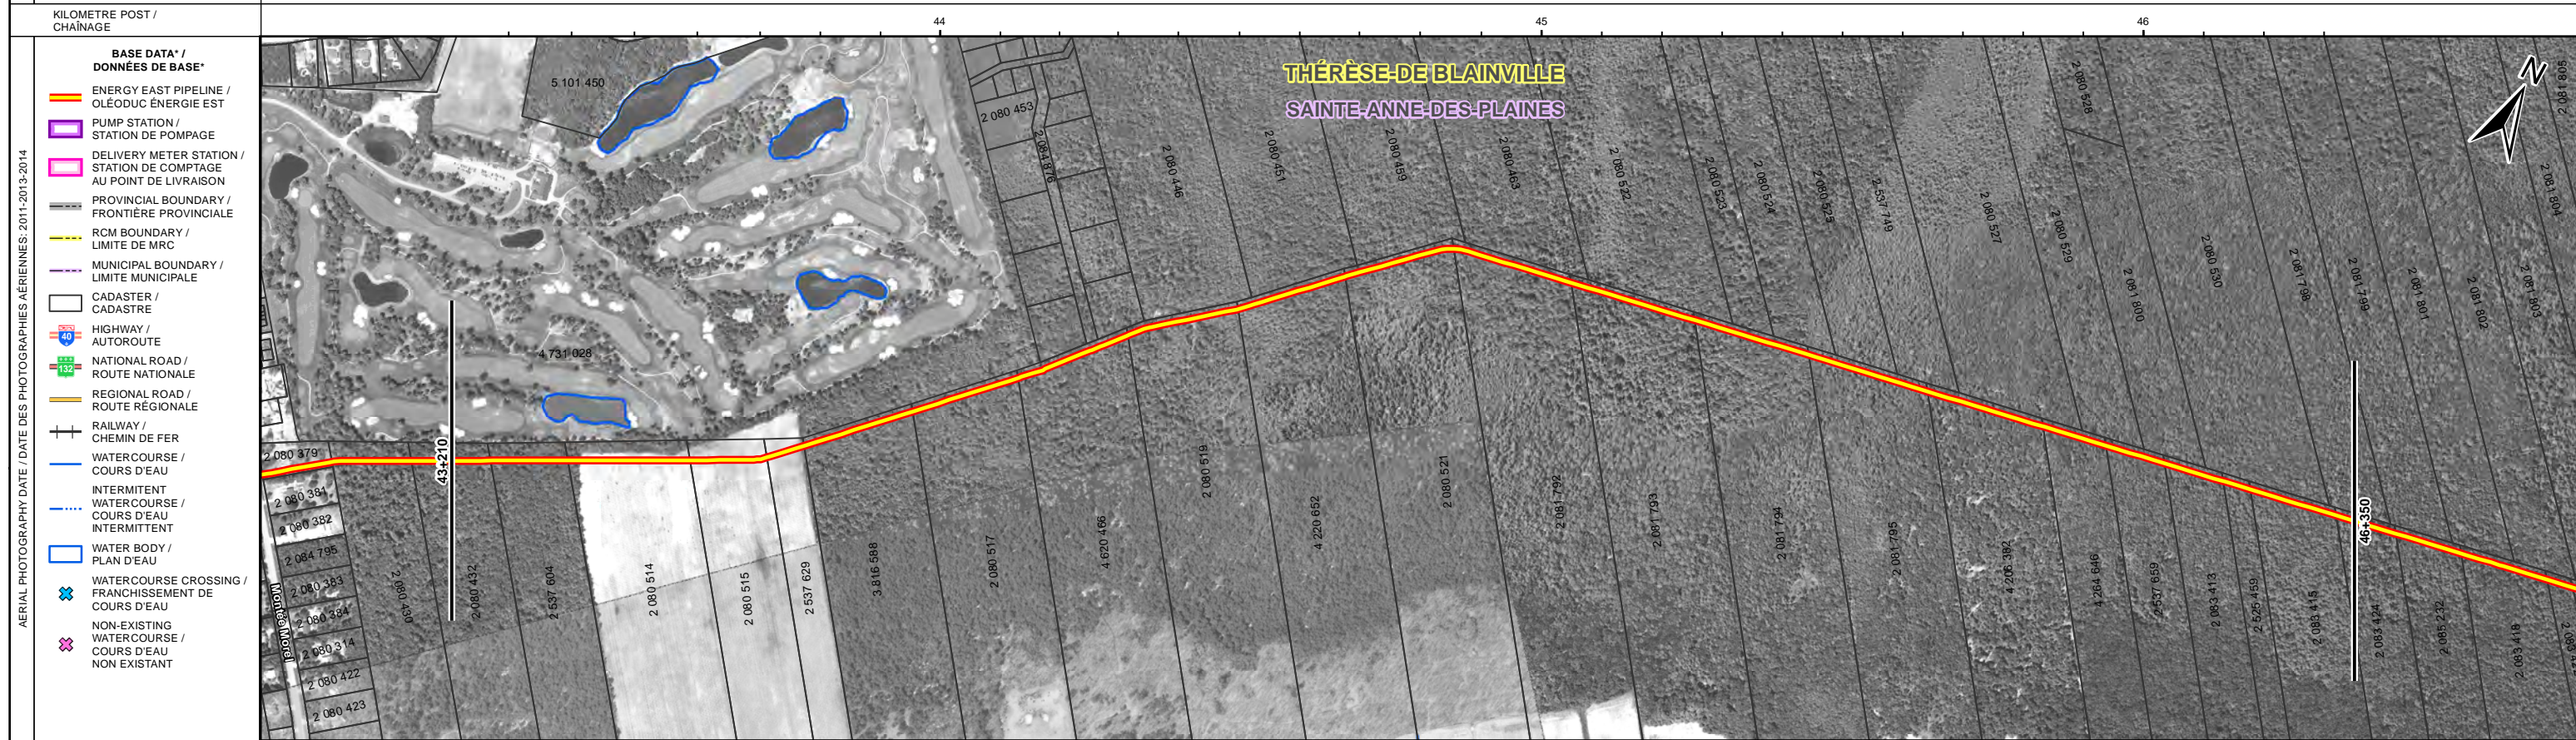 KILOMETRE POST /
CHAÎNAGE
44
45
46
AERIAL PHOTOGRAPHY DATE / DATE DES PHOTOGRAPHIES AÉRIENNES: 2011-2013-2014
BASE DATA* /
DONNÉES DE BASE*
ENERGY EAST PIPELINE /
OLÉODUC ÉNERGIE EST
PUMP STATION /
STATION DE POMPAGE
DELIVERY METER STATION /
STATION DE COMPTAGE
AU POINT DE LIVRAISON
PROVINCIAL BOUNDARY /
FRONTIÈRE PROVINCIALE
RCM BOUNDARY /
LIMITE DE MRC
MUNICIPAL BOUNDARY /
LIMITE MUNICIPALE
CADASTER /
CADASTRE
40
HIGHWAY /
AUTOROUTE
132
NATIONAL ROAD /
ROUTE NATIONALE
REGIONAL ROAD /
ROUTE RÉGIONALE
RAILWAY /
CHEMIN DE FER
WATERCOURSE /
COURS D'EAU
INTERMITENT
WATERCOURSE /
COURS D'EAU
INTERMITTENT
WATER BODY /
PLAN D'EAU
WATERCOURSE CROSSING /
FRANCHISSEMENT DE
COURS D'EAU
NON-EXISTING
WATERCOURSE /
COURS D'EAU
NON EXISTANT
THÉRÈSE-DE BLAINVILLE
SAINTE-ANNE-DES-PLAINES
N
5 101 450
2 080 453
2 084 876
2 080 446
2 080 451
2 080 459
2 080 463
2 080 522
2 080 523
2 080 524
2 080 525
2 537 749
2 080 527
2 080 528
2 080 529
2 081 800
2 080 530
2 081 798
2 081 799
2 081 801
2 081 802
2 081 803
2 081 804
2 081 805
4 731 028
43+210
46+350
2 080 379
2 080 381
2 080 382
2 084 795
2 080 383
2 080 384
2 080 314
2 080 422
2 080 423
Montée Morel
2 080 430
2 080 432
2 537 604
2 080 514
2 080 515
2 537 629
3 816 588
2 080 517
4 620 466
2 080 519
4 220 652
2 080 521
2 081 792
2 081 793
2 081 794
2 081 795
4 206 382
4 264 646
2 537 659
2 083 413
2 525 459
2 083 415
2 083 424
2 085 232
2 083 418